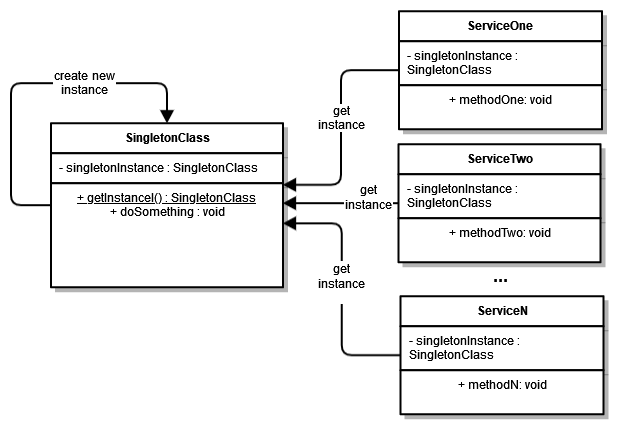 create new
instance
SingletonClass
- singletonInstance : SingletonClass
+ getInstancel() : SingletonClass
+ doSomething : void
get
instance
get
instance
get
instance
ServiceOne
- singletonInstance :
SingletonClass
+ methodOne: void
ServiceTwo
- singletonInstance :
SingletonClass
+ methodTwo: void
...
ServiceN
- singletonInstance :
SingletonClass
+ methodN: void